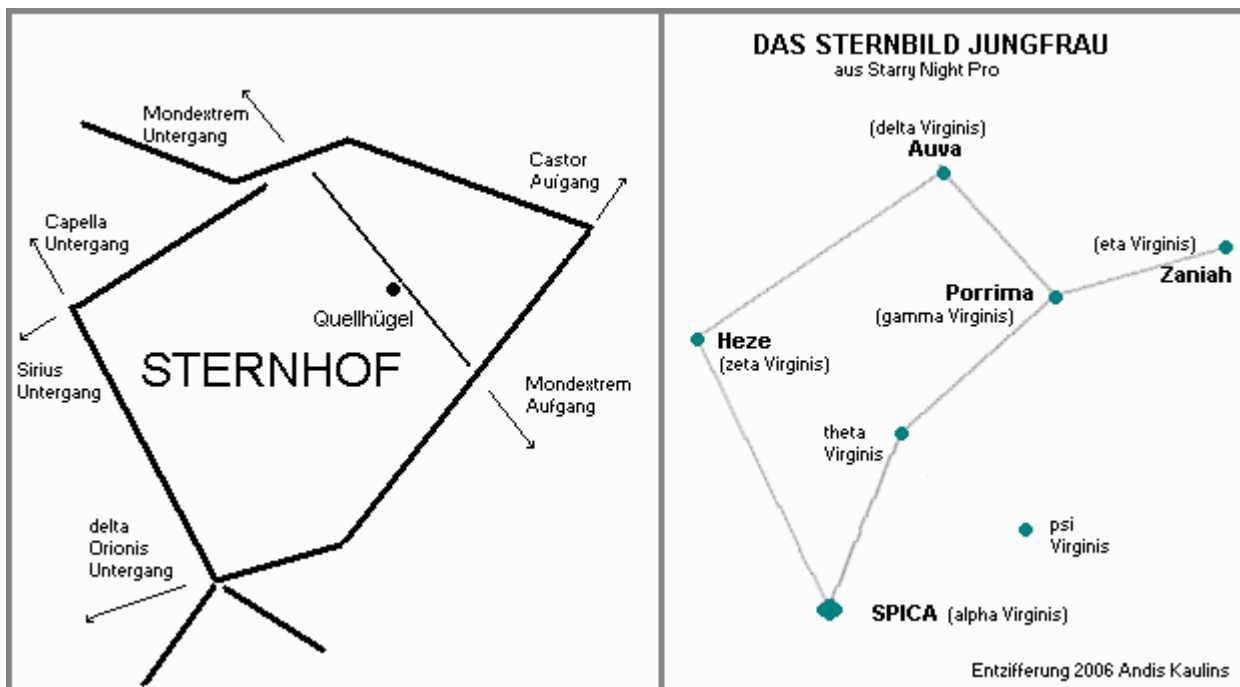 Mondextrem
Untergang
Castor
Aufgang
Capella
Untergang
Quellhügel
STERNHOF
Sirius
Untergang
Mondextrem
Aufgang
delta
Orionis
Untergang
DAS STERNBILD JUNGFRAU
aus Starry Night Pro
(delta Virginis)
Auva
(eta Virginis)
Zaniah
Porrima
(gamma Virginis)
Heze
(zeta Virginis)
theta
Virginis
psi
Virginis
SPICA (alpha Virginis)
Entzifferung 2006 Andis Kaulins